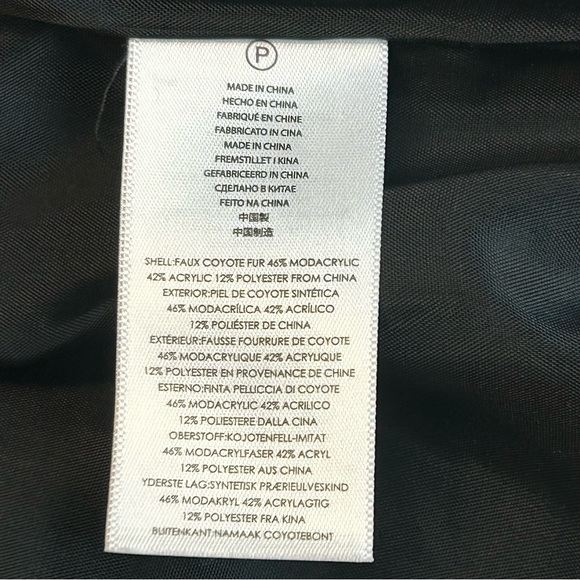 P
MADE IN CHINA
HECHO EN CHINA
FABRIQUÉ EN CHINE
FABBRICATO IN CINA
MADE IN CHINA
FREMSTILLET I KINA
GEFABRICEERD IN CHINA
СДЕЛАНО В КИТАЕ
FEITO NA CHINA
中国製
中国制造
SHELL:FAUX COYOTE FUR 46% MODACRYLIC
42% ACRYLIC 12% POLYESTER FROM CHINA
EXTERIOR:PIEL DE COYOTE SINTÉTICA
46% MODACRÍLICA 42% ACRÍLICO
12% POLIÉSTER DE CHINA
EXTÉRIEUR:FAUSSE FOURRURE DE COYOTE
46% MODACRYLIQUE 42% ACRYLIQUE
12% POLYESTER EN PROVENANCE DE CHINE
ESTERNO:FINTA PELLICCIA DI COYOTE
46% MODACRYLIC 42% ACRILICO
12% POLIESTERE DALLA CINA
OBERSTOFF:KOJOTENFELL-IMITAT
46% MODACRYLFASER 42% ACRYL
12% POLYESTER AUS CHINA
YDERSTE LAG:SYNTETISK PRÆRIEULVESKIND
46% MODAKRYL 42% ACRYLAGTIG
12% POLYESTER FRA KINA
BUITENKANT:NAMAAK COYOTEBONT